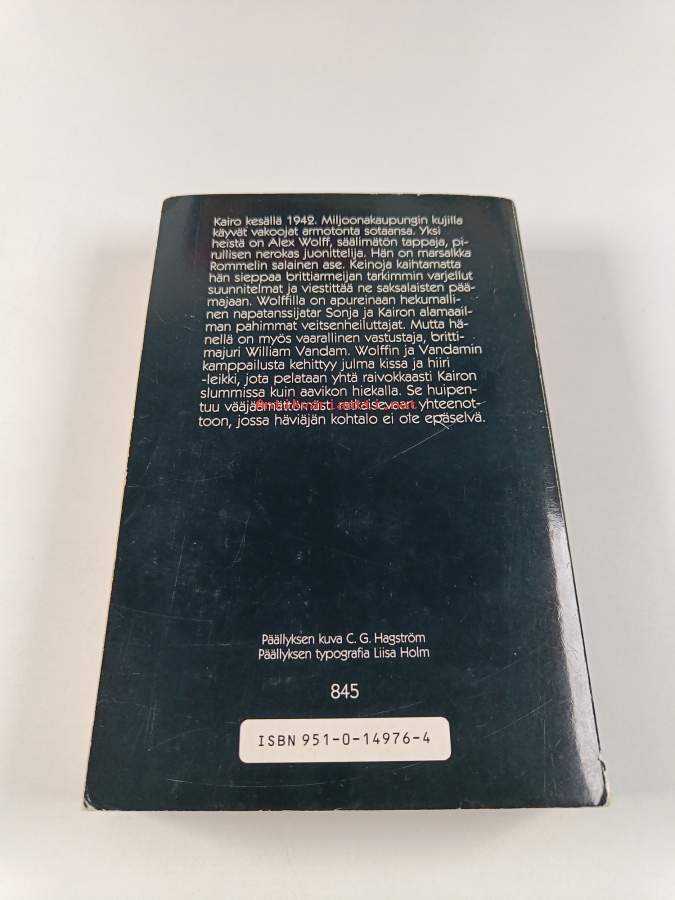 Kairo kesällä 1942. Miljoonakaupungin kujilla
käyvät vakoojat armotonta sotaansa. Yksi
heistä on Alex Wolff, säälimätön tappaja, pi-
rullisen nerokas juonittelija. Hän on marsalkka
Rommelin salainen ase. Keinoja kaihtamatta
hän sieppaa brittiarmeijan tarkimmin varjellut
suunnitelmat ja viestittää ne saksalaisten pää-
majaan. Wolffilla on apureinaan hekumalli-
nen napatanssijatar Sonja ja Kairon alamaail-
man pahimmat veitsenheiluttajat. Mutta hä-
nellä on myös vaarallinen vastustaja, britti-
majuri William Vandam. Wolffin ja Vandamin
kamppailusta kehittyy julma kissa ja hiiri
-leikki, jota pelataan yhtä raivokkaasti Kairon
slummissa kuin aavikon hiekalla. Se huipen-
tuu vääjäämättömästi ratkaisevaan yhteenot-
toon, jossa häviäjän kohtalo ei ole epäselvä.
Päällyksen kuva C. G. Hagström
Päällyksen typografia Liisa Holm
845
ISBN 951-0-14976-4